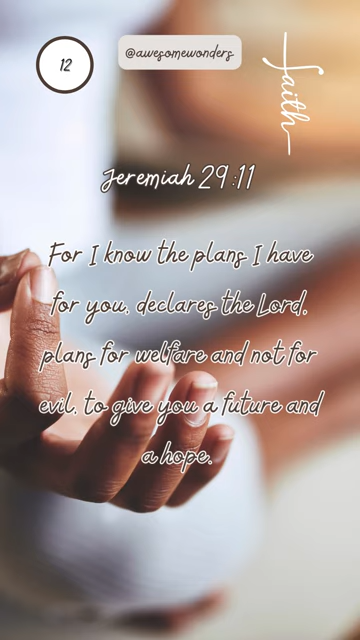 12
@awesomewonders
faith
Jeremiah 29:11
For I know the plans I have
for you, declares the Lord,
plans for welfare and not for
evil, to give you a future and
a hope.